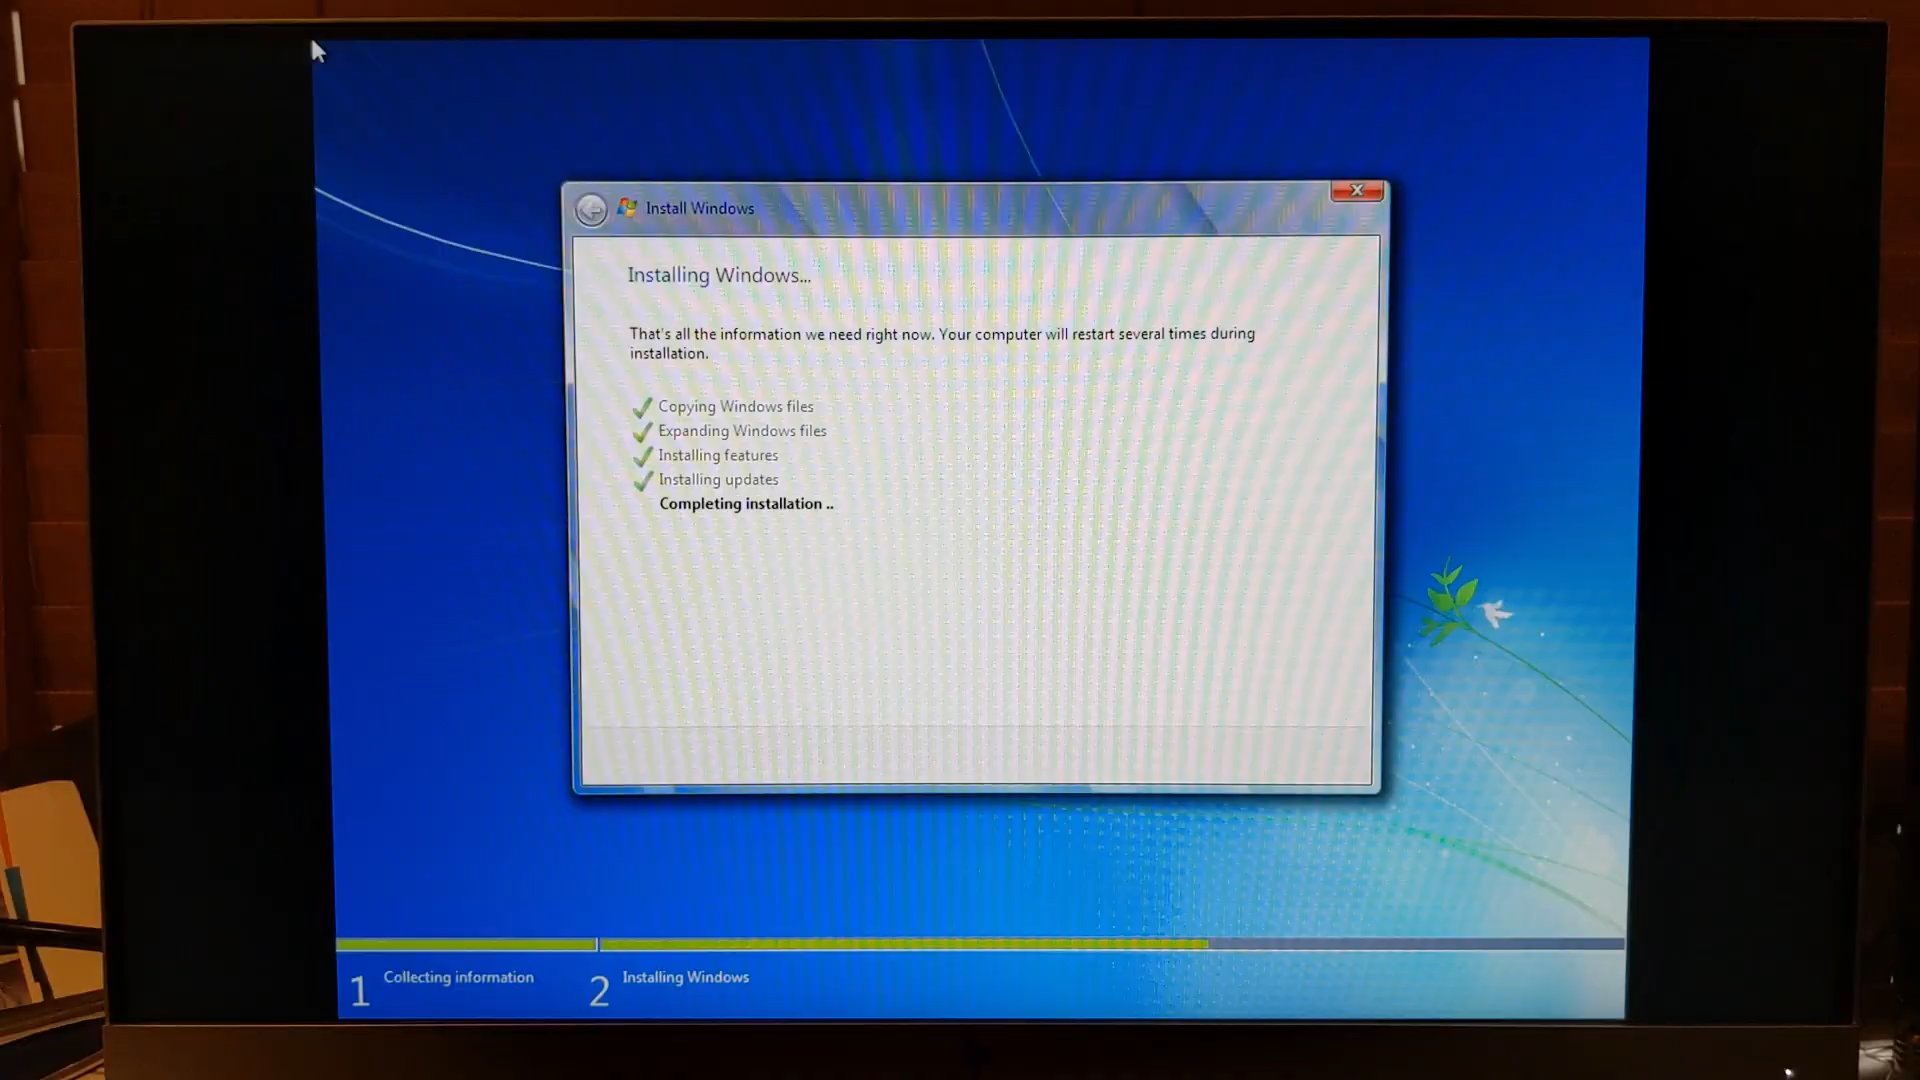 Install Windows
Installing Windows...
That's all the information we need right now. Your computer will restart several times during
installation.
Copying Windows files
Expanding Windows files
Installing features
Installing updates
Completing installation ..
1 Collecting information
2 Installing Windows